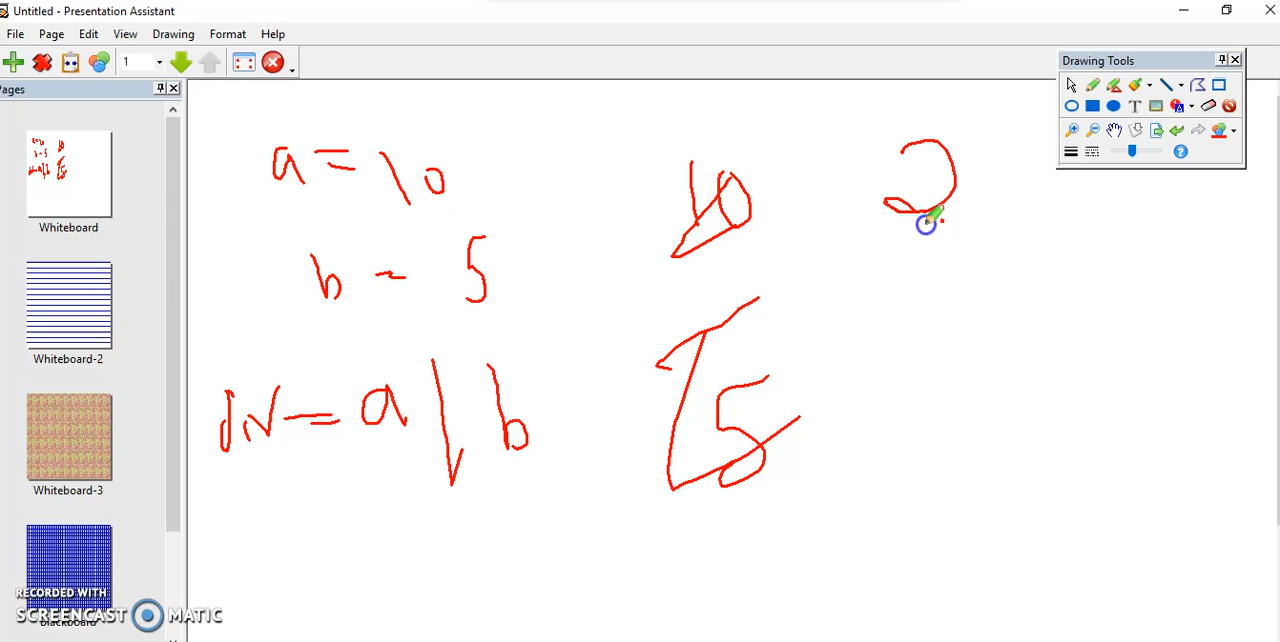 Untitled - Presentation Assistant
File Page Edit View Drawing Format Help
1
Pages
Whiteboard
Whiteboard-2
Whiteboard-3
Blackboard
Drawing Tools
a = 10
b = 5
div = a / b
10
5
2
RECORDED WITH
SCREENCAST MATIC